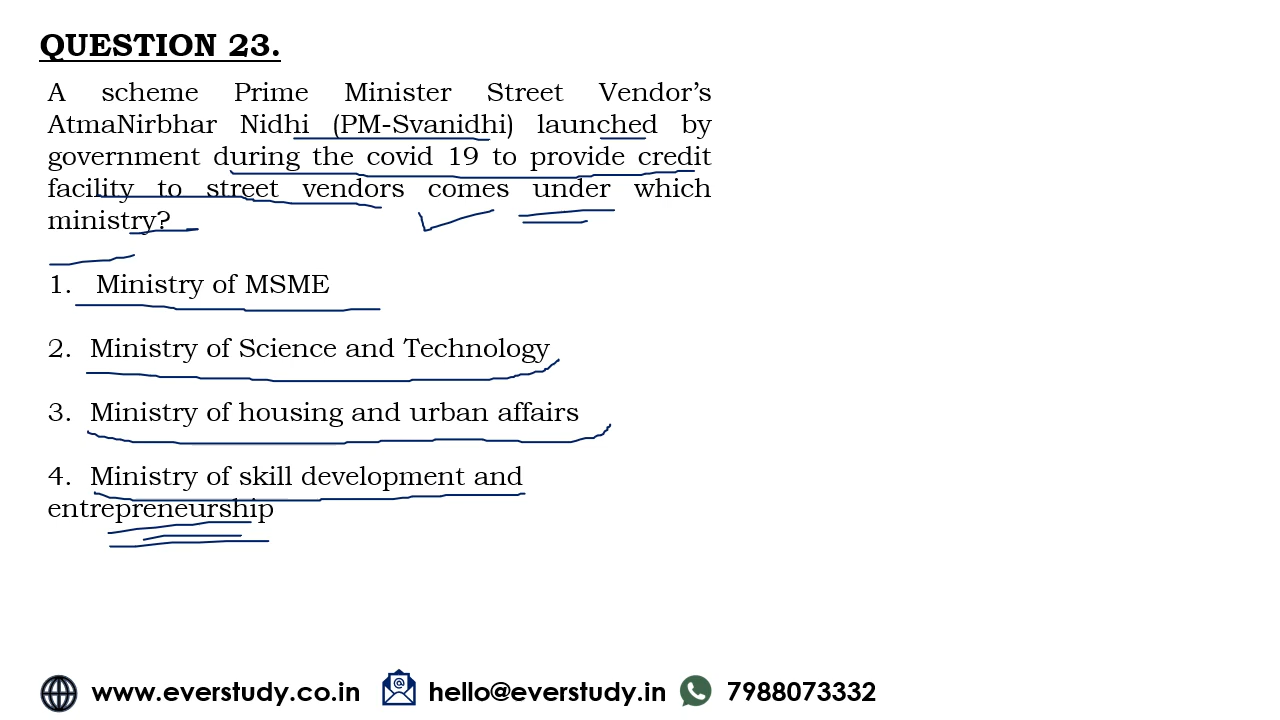 QUESTION 23.
A scheme Prime Minister Street Vendor’s
AtmaNirbhar Nidhi (PM-Svanidhi) launched by
government during the covid 19 to provide credit
facility to street vendors comes under which
ministry?
1. Ministry of MSME
2. Ministry of Science and Technology
3. Ministry of housing and urban affairs
4. Ministry of skill development and
entrepreneurship
www.everstudy.co.in hello@everstudy.in 7988073332